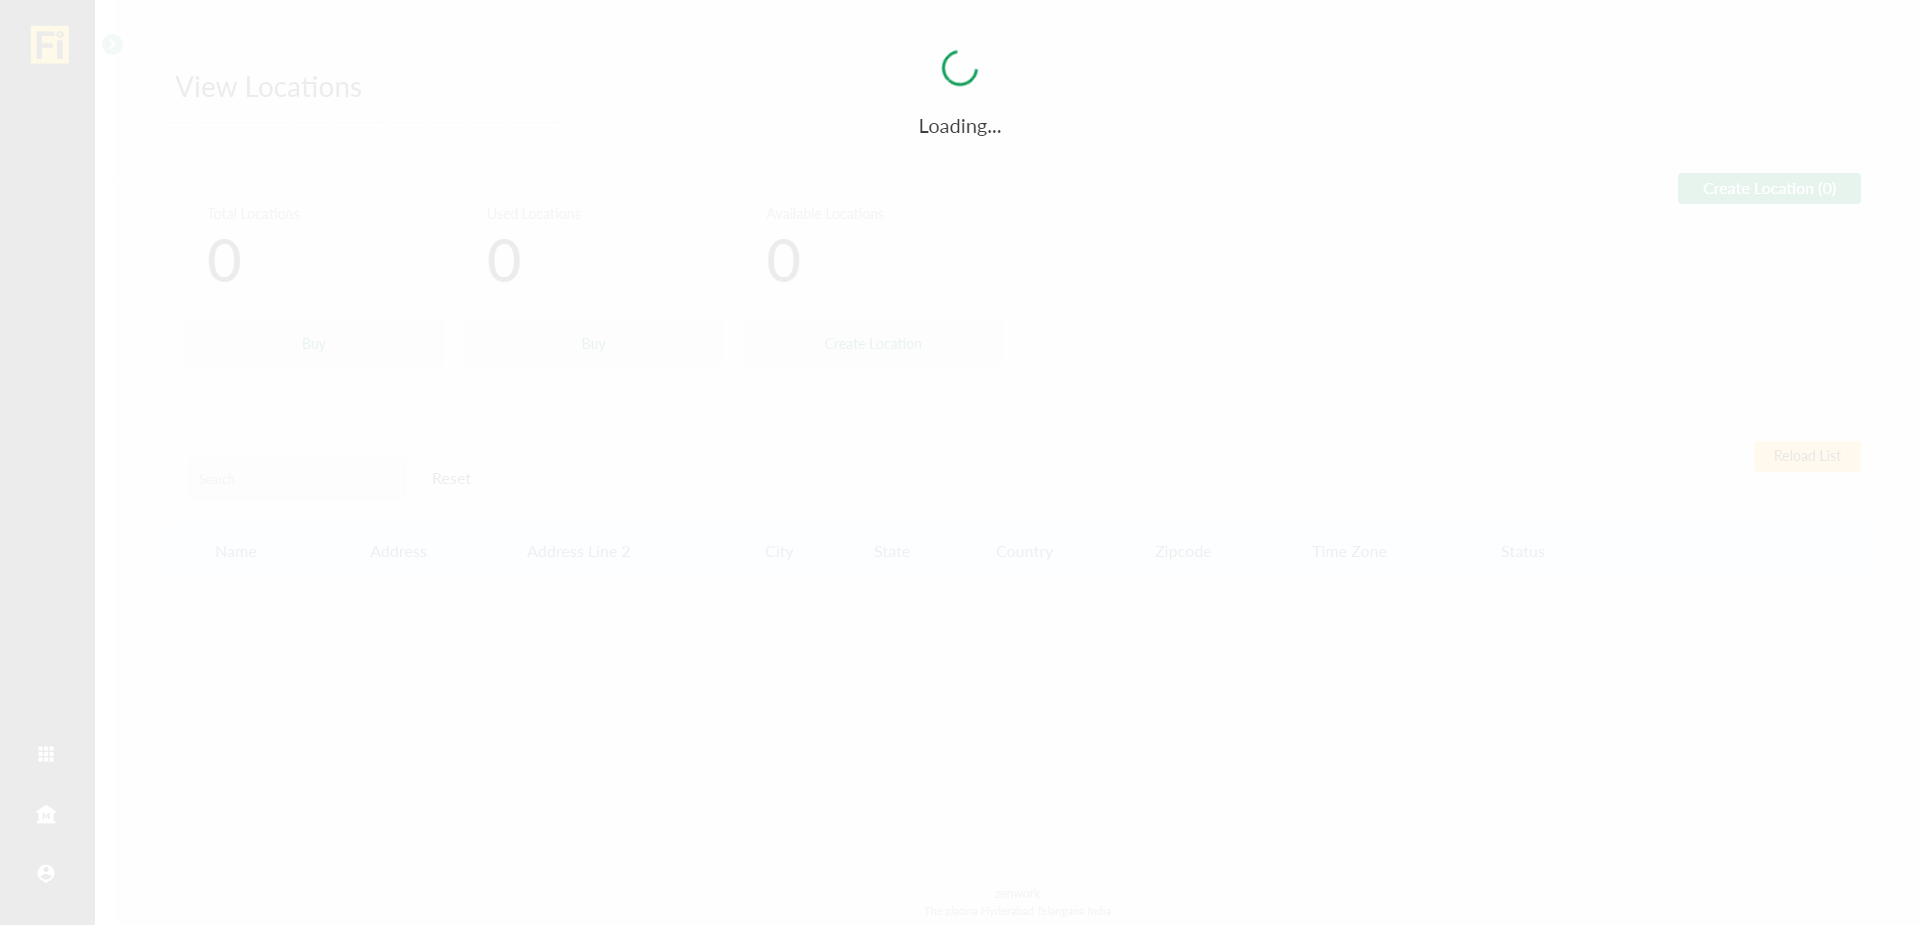 Fi
View Locations
Loading...
Create Location (0)
Total Locations
Used Locations
Available Locations
0
0
0
Buy
Buy
Create Location
Search
Reset
Reload List
Name
Address
Address Line 2
City
State
Country
Zipcode
Time Zone
Status
M
zenwork
The platina Hyderabad Telangana India